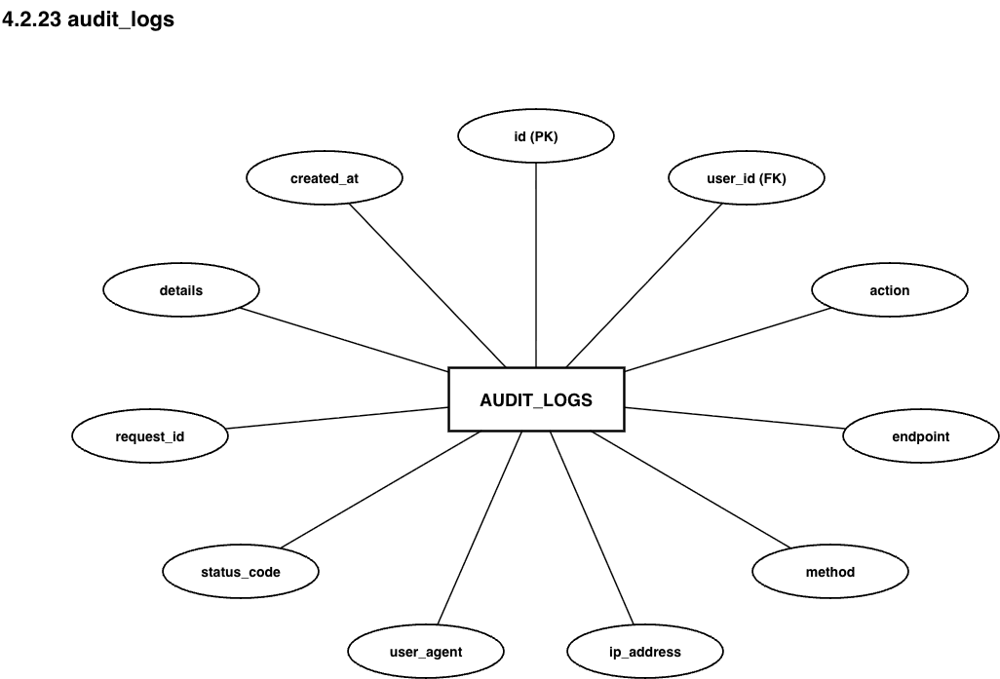 4.2.23 audit_logs
id (PK)
created_at
user_id (FK)
details
action
AUDIT_LOGS
request_id
endpoint
status_code
method
user_agent
ip_address